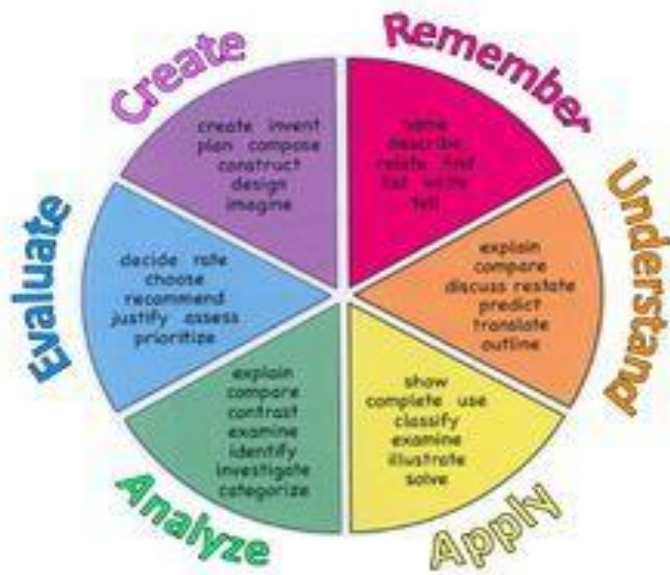 Remember
name
describe
relate find
list write
tell
Understand
explain
compare
discuss restate
predict
translate
outline
Apply
show
complete use
classify
examine
illustrate
solve
Analyze
explain
compare
contrast
examine
identify
investigate
categorize
Evaluate
decide rate
choose
recommend
justify assess
prioritize
Create
create invent
plan compose
construct
design
imagine